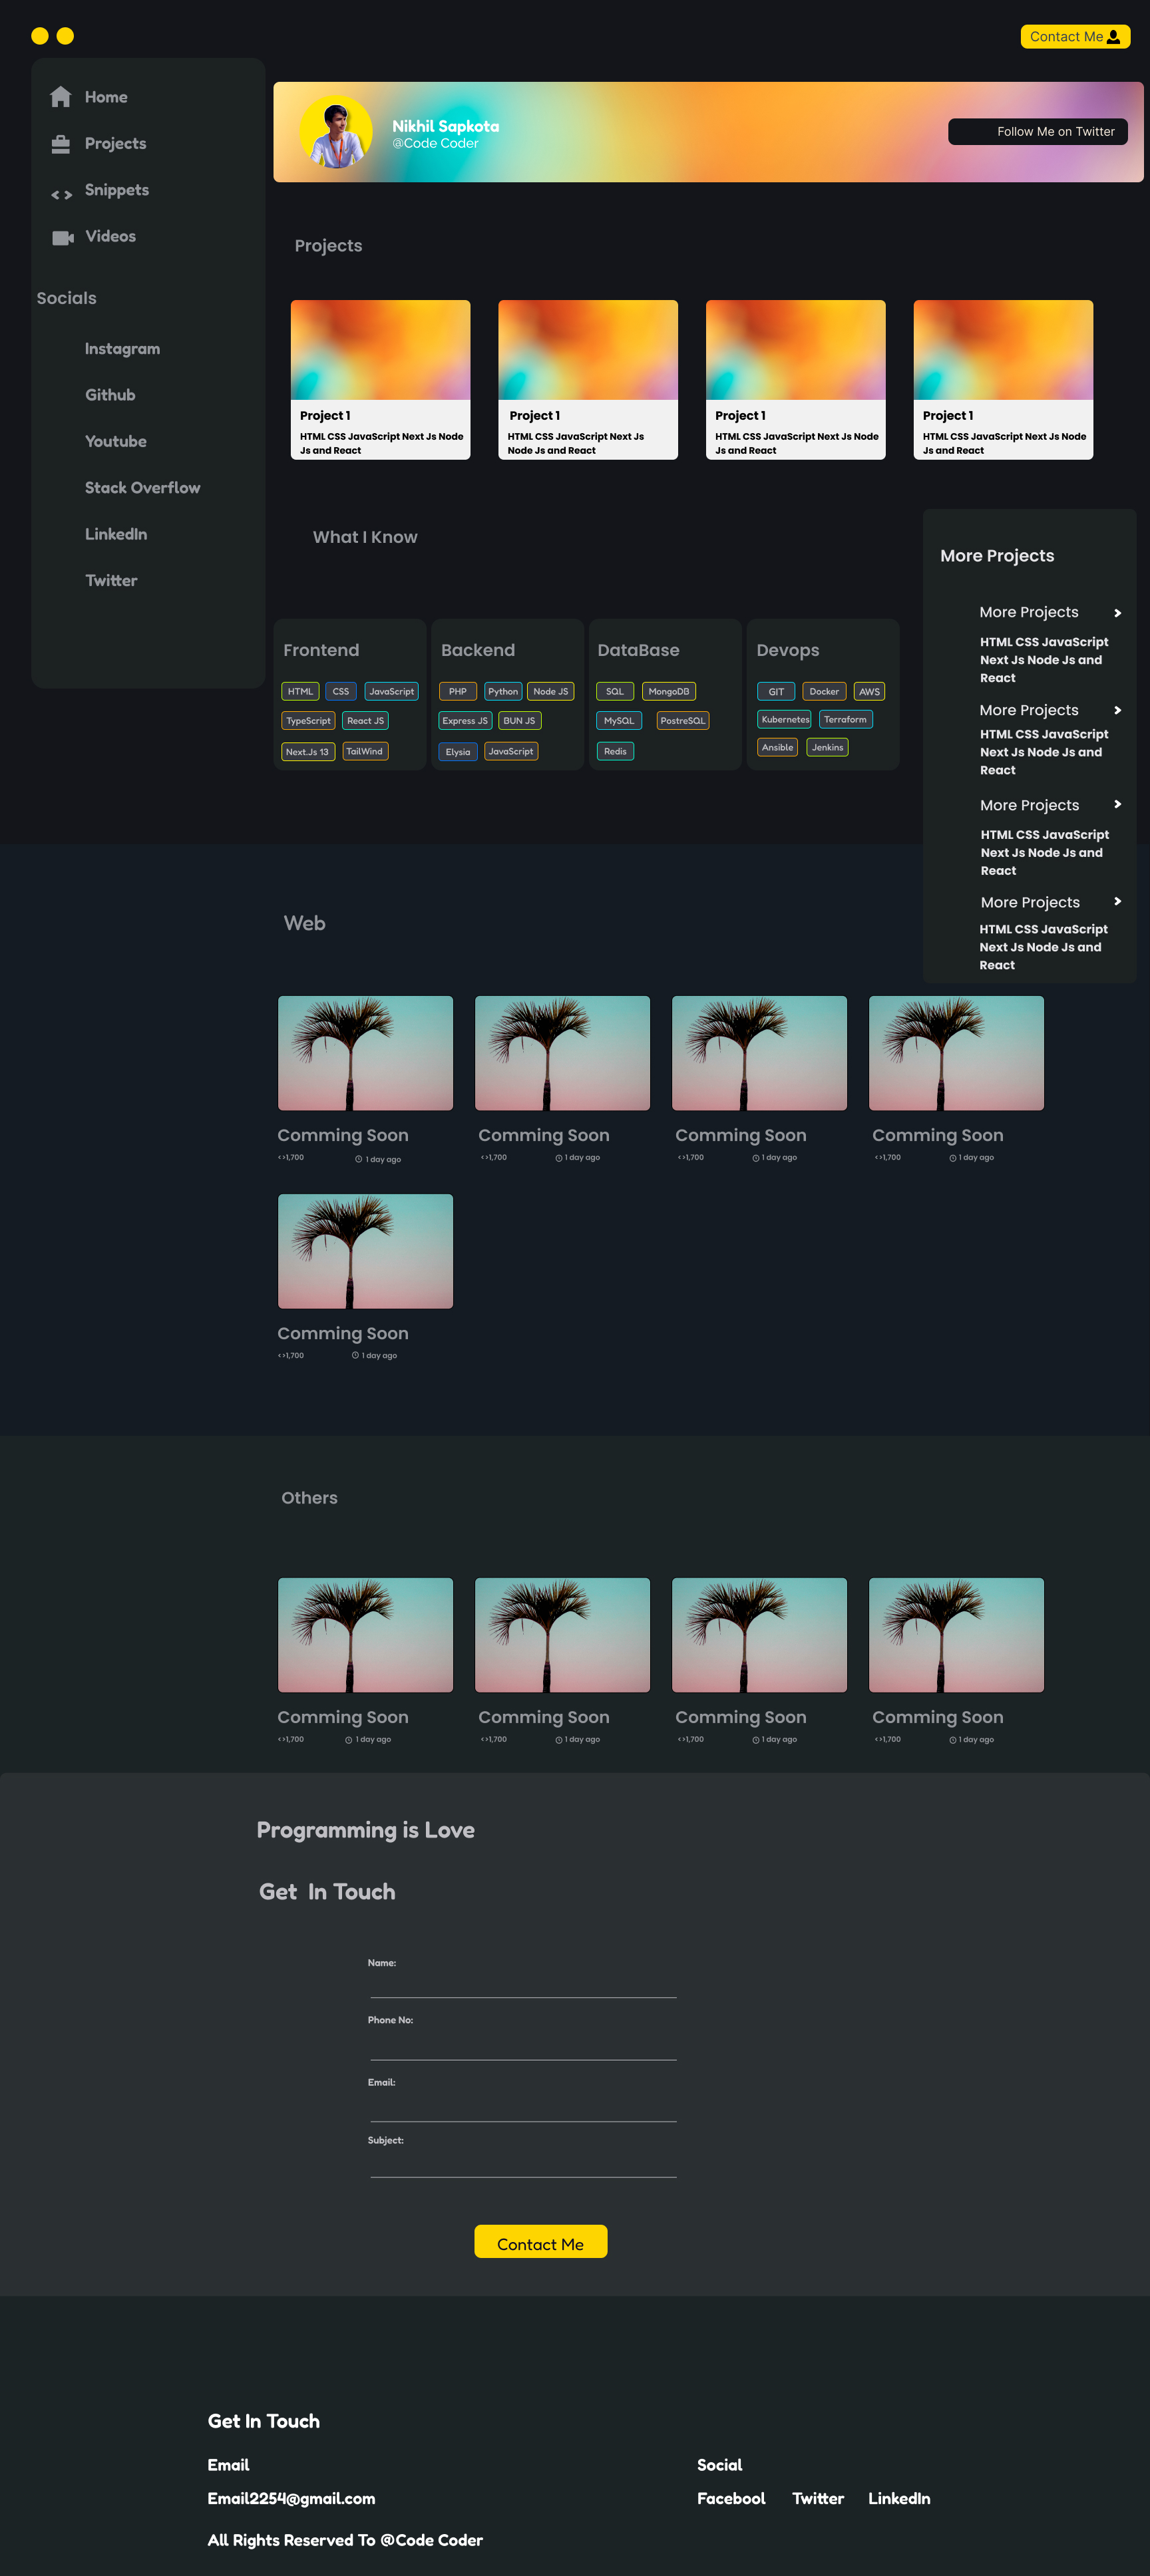 Contact Me
Home
Projects
Snippets
Videos
Socials
Instagram
Github
Youtube
Stack Overflow
LinkedIn
Twitter
Nikhil Sapkota
@Code Coder
Follow Me on Twitter
Projects
Project 1
HTML CSS JavaScript Next Js Node
Js and React
Project 1
HTML CSS JavaScript Next Js
Node Js and React
Project 1
HTML CSS JavaScript Next Js Node
Js and React
Project 1
HTML CSS JavaScript Next Js Node
Js and React
What I Know
Frontend
HTML CSS JavaScript
TypeScript React JS
Next.Js 13 TailWind
Backend
PHP Python Node JS
Express JS BUN JS
Elysia JavaScript
DataBase
SQL MongoDB
MySQL PostreSQL
Redis
Devops
GIT Docker AWS
Kubernetes Terraform
Ansible Jenkins
More Projects
More Projects >
HTML CSS JavaScript
Next Js Node Js and
React
More Projects >
HTML CSS JavaScript
Next Js Node Js and
React
More Projects >
HTML CSS JavaScript
Next Js Node Js and
React
More Projects >
HTML CSS JavaScript
Next Js Node Js and
React
Web
Comming Soon
<>1,700 1 day ago
Comming Soon
<>1,700 1 day ago
Comming Soon
<>1,700 1 day ago
Comming Soon
<>1,700 1 day ago
Comming Soon
<>1,700 1 day ago
Others
Comming Soon
<>1,700 1 day ago
Comming Soon
<>1,700 1 day ago
Comming Soon
<>1,700 1 day ago
Comming Soon
<>1,700 1 day ago
Programming is Love
Get In Touch
Name:
Phone No:
Email:
Subject:
Contact Me
Get In Touch
Email
Email2254@gmail.com
All Rights Reserved To @Code Coder
Social
Facebool Twitter LinkedIn